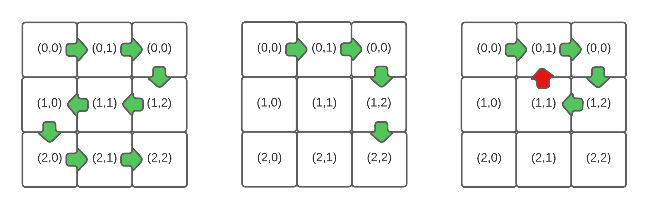 (0,0) (0,1) (0,0)
(1,0) (1,1) (1,2)
(2,0) (2,1) (2,2)
(0,0) (0,1) (0,0)
(1,0) (1,1) (1,2)
(2,0) (2,1) (2,2)
(0,0) (0,1) (0,0)
(1,0) (1,1) (1,2)
(2,0) (2,1) (2,2)